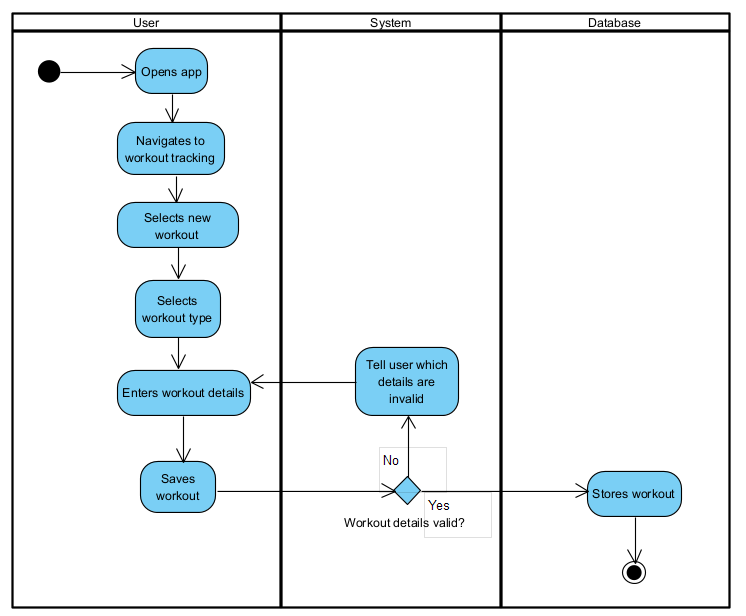 User
System
Database
Opens app
Navigates to
workout tracking
Selects new
workout
Selects
workout type
Tell user which
details are
invalid
Enters workout details
No
Saves
workout
Stores workout
Yes
Workout details valid?